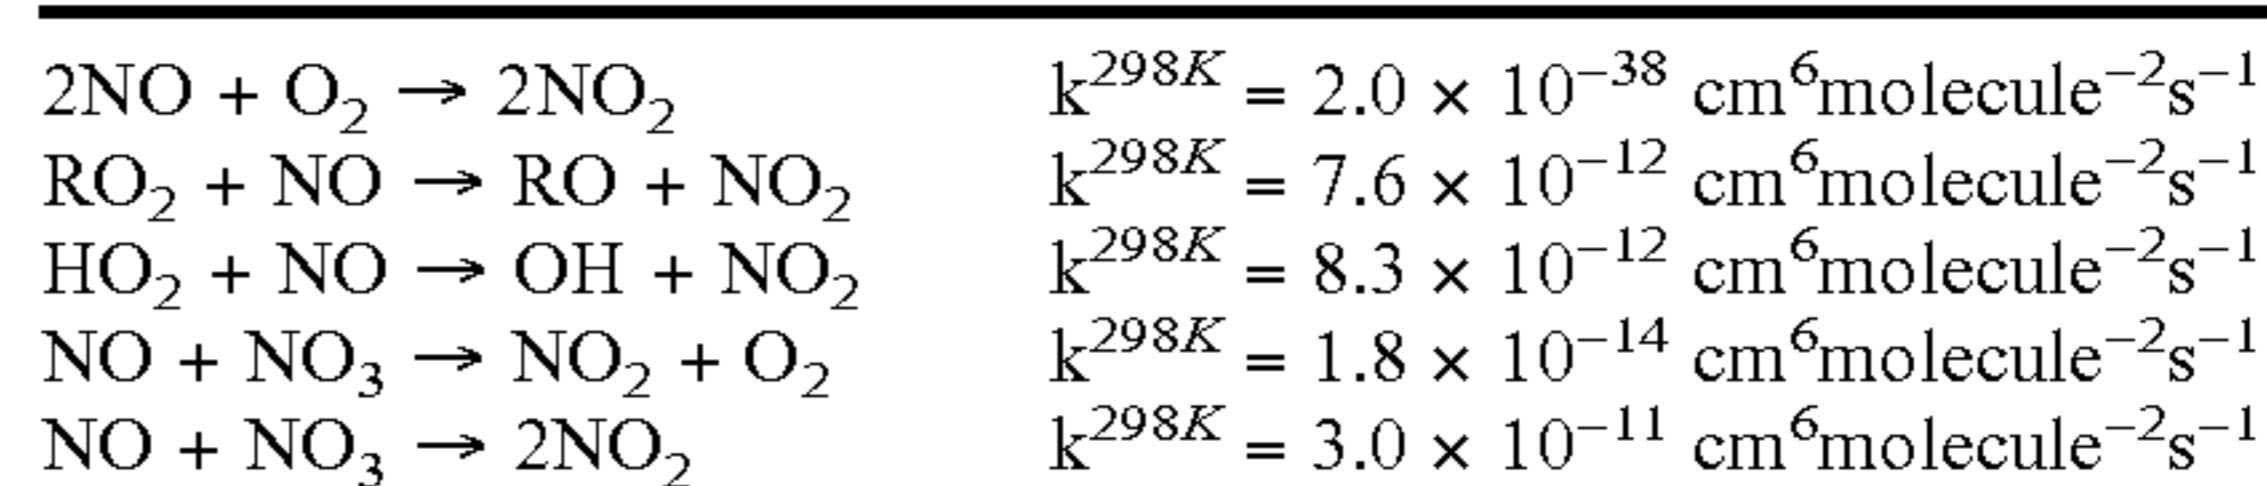 2NO + O₂ → 2NO₂ k²⁹⁸ᴷ = 2.0 × 10⁻³⁸ cm⁶molecule⁻²s⁻¹
RO₂ + NO → RO + NO₂ k²⁹⁸ᴷ = 7.6 × 10⁻¹² cm⁶molecule⁻²s⁻¹
HO₂ + NO → OH + NO₂ k²⁹⁸ᴷ = 8.3 × 10⁻¹² cm⁶molecule⁻²s⁻¹
NO + NO₃ → NO₂ + O₂ k²⁹⁸ᴷ = 1.8 × 10⁻¹⁴ cm⁶molecule⁻²s⁻¹
NO + NO₃ → 2NO₂ k²⁹⁸ᴷ = 3.0 × 10⁻¹¹ cm⁶molecule⁻²s⁻¹